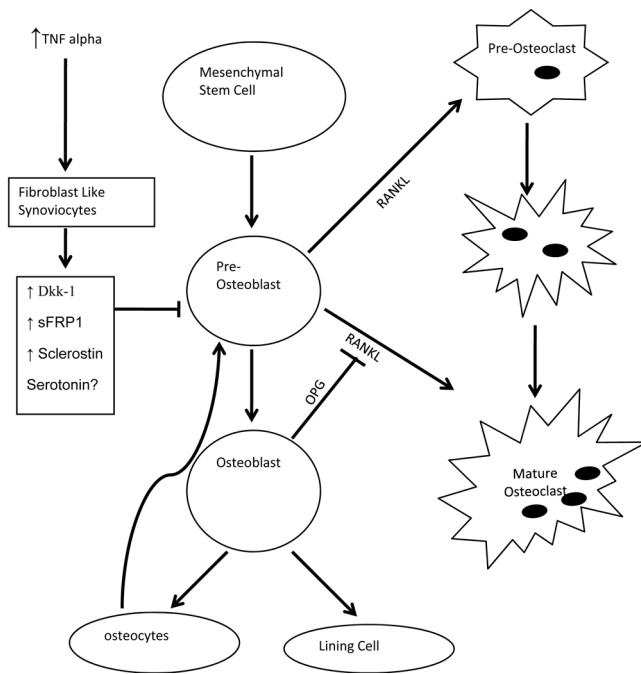 ↑TNF alpha
Mesenchymal
Stem Cell
Pre-Osteoclast
Fibroblast Like
Synoviocytes
RANKL
Pre-
Osteoblast
↑ Dkk-1
↑ sFRP1
↑ Sclerostin
Serotonin?
RANKL
OPG
Osteoblast
Mature
Osteoclast
osteocytes
Lining Cell